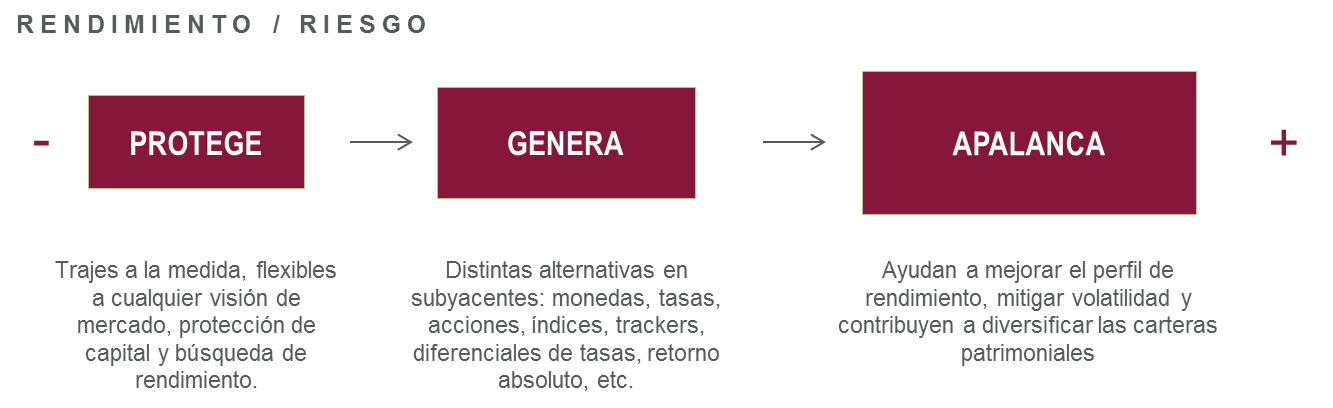 RENDIMIENTO / RIESGO
-
PROTEGE
GENERA
APALANCA
+
Trajes a la medida, flexibles
a cualquier visión de
mercado, protección de
capital y búsqueda de
rendimiento.
Distintas alternativas en
subyacentes: monedas, tasas,
acciones, índices, trackers,
diferenciales de tasas, retorno
absoluto, etc.
Ayudan a mejorar el perfil de
rendimiento, mitigar volatilidad y
contribuyen a diversificar las carteras
patrimoniales